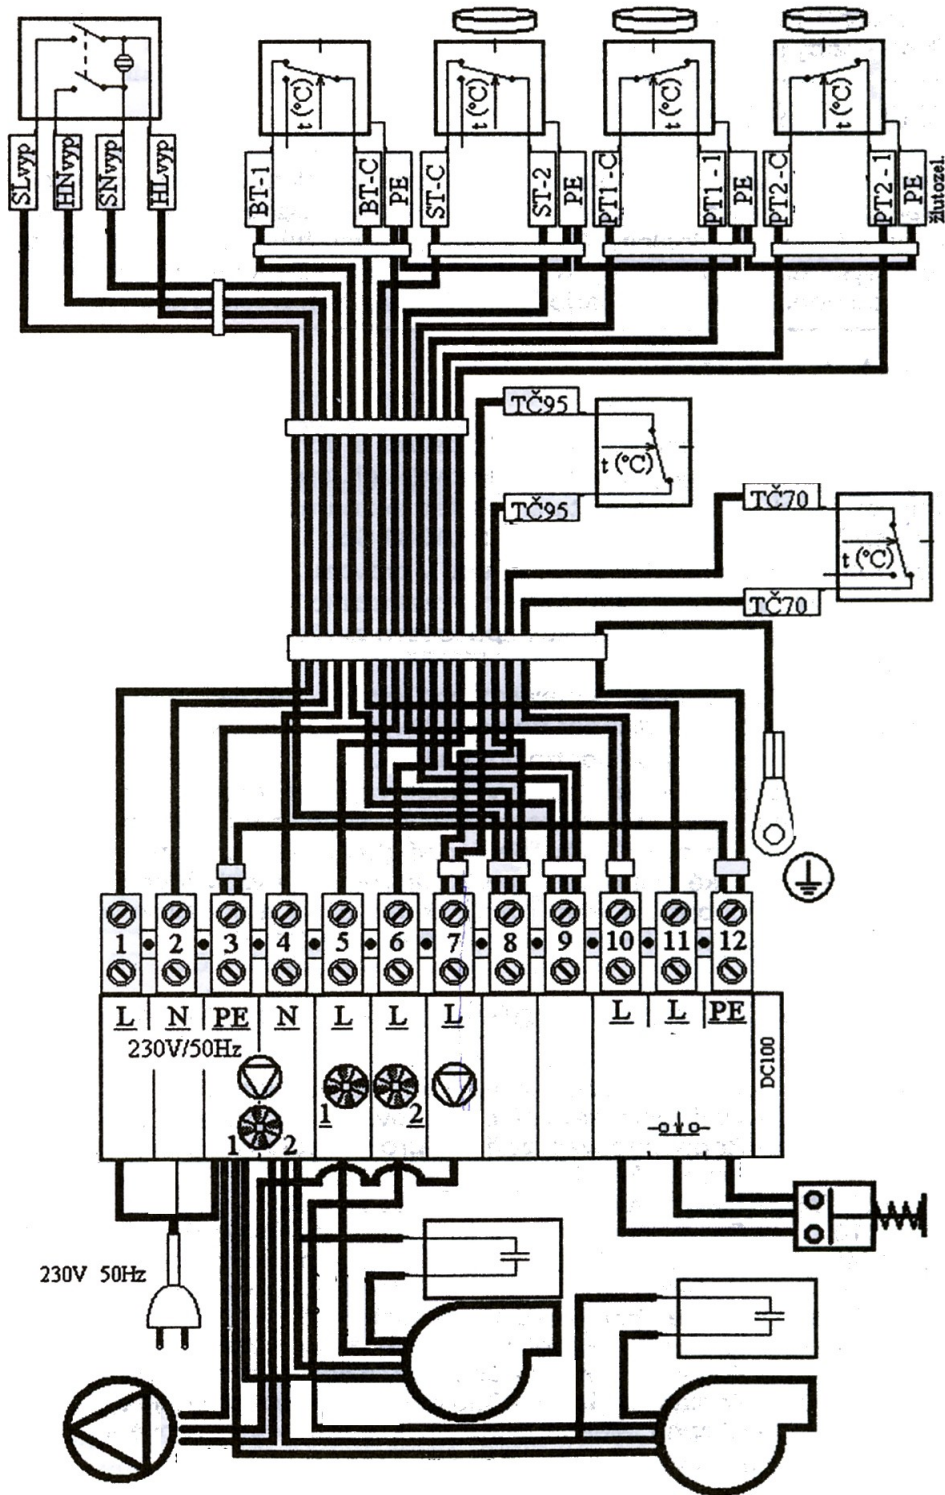 SLvyp
HNvyp
SNvyp
HLvyp
t (°C)
t (°C)
t (°C)
t (°C)
BT-1
BT-C
PE
ST-C
ST-2
PE
PT1-C
PT1-1
PE
PT2-C
PT2-1
PE
žlutozel.
TČ95
t (°C)
TČ95
TČ70
t (°C)
TČ70
1 2 3 4 5 6 7 8 9 10 11 12
L N PE N L L L L L PE
230V/50Hz
DC100
1 2
1 2
230V 50Hz